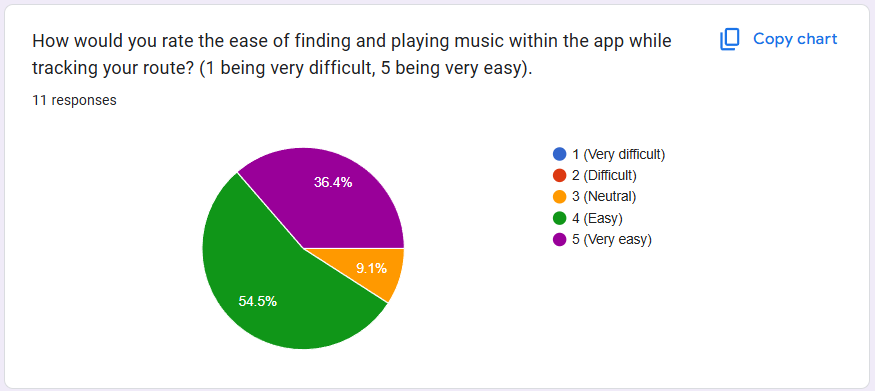 How would you rate the ease of finding and playing music within the app while
tracking your route? (1 being very difficult, 5 being very easy).
Copy chart
11 responses
36.4%
9.1%
54.5%
1 (Very difficult)
2 (Difficult)
3 (Neutral)
4 (Easy)
5 (Very easy)